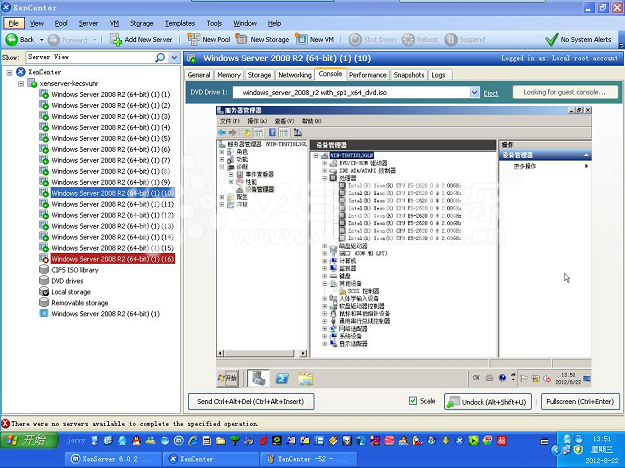 XenCenter
File View Pool Server VM Storage Templates Tools Window Help
Back Forward Add New Server New Pool New Storage New VM Shut Down Reboot Suspend No System Alerts
Show: Server View
Windows Server 2008 R2 (64-bit) (1) (10) Logged in as: Local root account
XenCenter
xenserver-kecsvunr
Windows Server 2008 R2 (64-bit) (1) (1)
Windows Server 2008 R2 (64-bit) (1) (2)
Windows Server 2008 R2 (64-bit) (1) (3)
Windows Server 2008 R2 (64-bit) (1) (4)
Windows Server 2008 R2 (64-bit) (1) (5)
Windows Server 2008 R2 (64-bit) (1) (6)
Windows Server 2008 R2 (64-bit) (1) (7)
Windows Server 2008 R2 (64-bit) (1) (8)
Windows Server 2008 R2 (64-bit) (1) (9)
Windows Server 2008 R2 (64-bit) (1) (10)
Windows Server 2008 R2 (64-bit) (1) (11)
Windows Server 2008 R2 (64-bit) (1) (12)
Windows Server 2008 R2 (64-bit) (1) (13)
Windows Server 2008 R2 (64-bit) (1) (14)
Windows Server 2008 R2 (64-bit) (1) (15)
Windows Server 2008 R2 (64-bit) (1) (16)
CIFS ISO library
DVD drives
Local storage
Removable storage
Windows Server 2008 R2 (64-bit) (1)
General Memory Storage Networking Console Performance Snapshots Logs
DVD Drive 1: windows_server_2008_r2 with_sp1_x64_dvd.iso Eject Looking for guest console...
服务器管理器
文件(F) 操作(A) 查看(V) 帮助(H)
服务器管理器
角色
功能
诊断
事件查看器
性能
设备管理器
配置
存储
设备管理器
DVD/CD-ROM 驱动器
IDE ATA/ATAPI 控制器
处理器
Intel(R) Xeon(R) CPU E5-2620 0 @ 2.00GHz
Intel(R) Xeon(R) CPU E5-2620 0 @ 2.00GHz
Intel(R) Xeon(R) CPU E5-2620 0 @ 2.00GHz
Intel(R) Xeon(R) CPU E5-2620 0 @ 2.00GHz
Intel(R) Xeon(R) CPU E5-2620 0 @ 2.00GHz
Intel(R) Xeon(R) CPU E5-2620 0 @ 2.00GHz
Intel(R) Xeon(R) CPU E5-2620 0 @ 2.00GHz
磁盘驱动器
端口 (COM 和 LPT)
计算机
监视器
键盘
其他设备
SCSI 控制器
人体学输入设备
软盘驱动器控制器
鼠标和其他指针设备
通用串行总线控制器
网络适配器
系统设备
显示适配器
操作
设备管理器
更多操作
开始 CH 13:51
2012/8/22
Send Ctrl+Alt+Del (Ctrl+Alt+Insert) Scale Undock (Alt+Shift+U) Fullscreen (Ctrl+Enter)
There were no servers available to complete the specified operation.
开始 jerry 13:51
星期三
2012-8-22
XenServer 6.0.2 ... XenCenter XenCenter -52 - ...